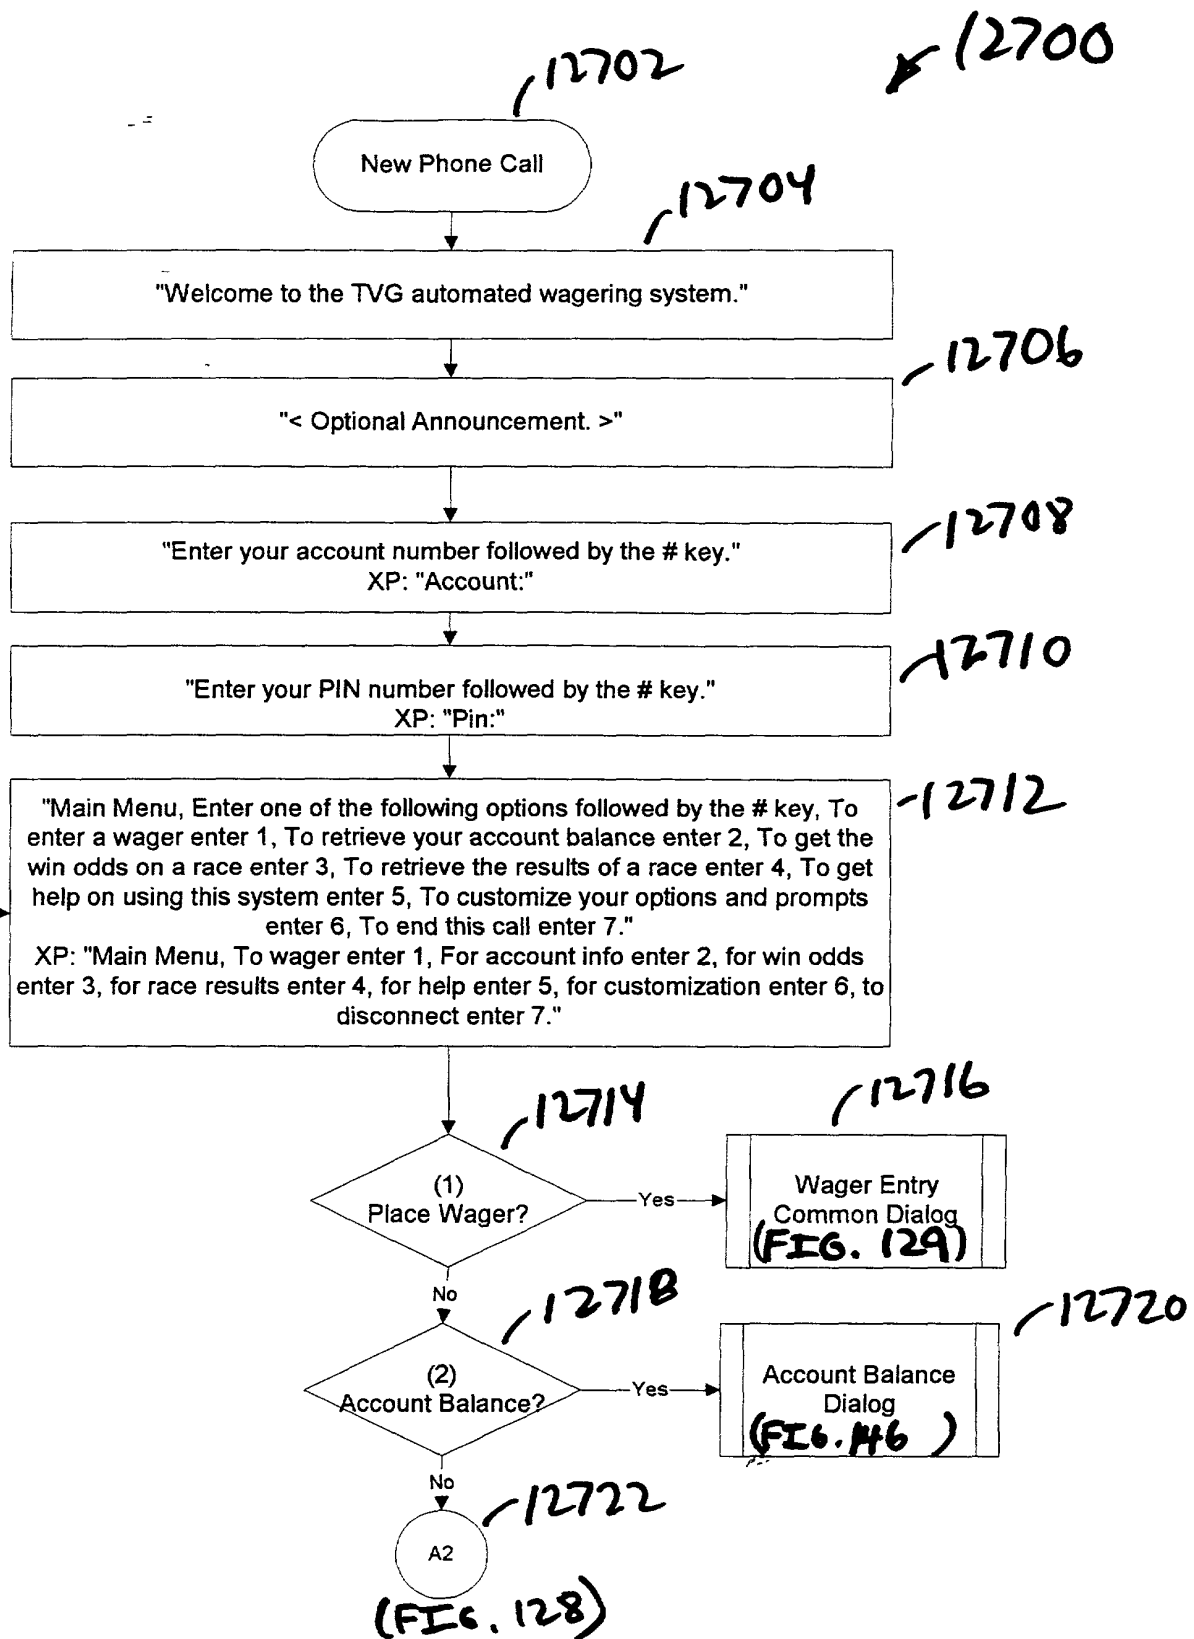 12700
12702
New Phone Call
12704
"Welcome to the TVG automated wagering system."
12706
"< Optional Announcement. >"
12708
"Enter your account number followed by the # key."
XP: "Account:"
12710
"Enter your PIN number followed by the # key."
XP: "Pin:"
12712
"Main Menu, Enter one of the following options followed by the # key, To
enter a wager enter 1, To retrieve your account balance enter 2, To get the
win odds on a race enter 3, To retrieve the results of a race enter 4, To get
help on using this system enter 5, To customize your options and prompts
enter 6, To end this call enter 7."
XP: "Main Menu, To wager enter 1, For account info enter 2, for win odds
enter 3, for race results enter 4, for help enter 5, for customization enter 6, to
disconnect enter 7."
12714
(1)
Place Wager?
Yes
12716
Wager Entry
Common Dialog
(FIG. 129)
No
12718
(2)
Account Balance?
Yes
12720
Account Balance
Dialog
(FIG. 146 )
No
12722
A2
(FIG. 128)